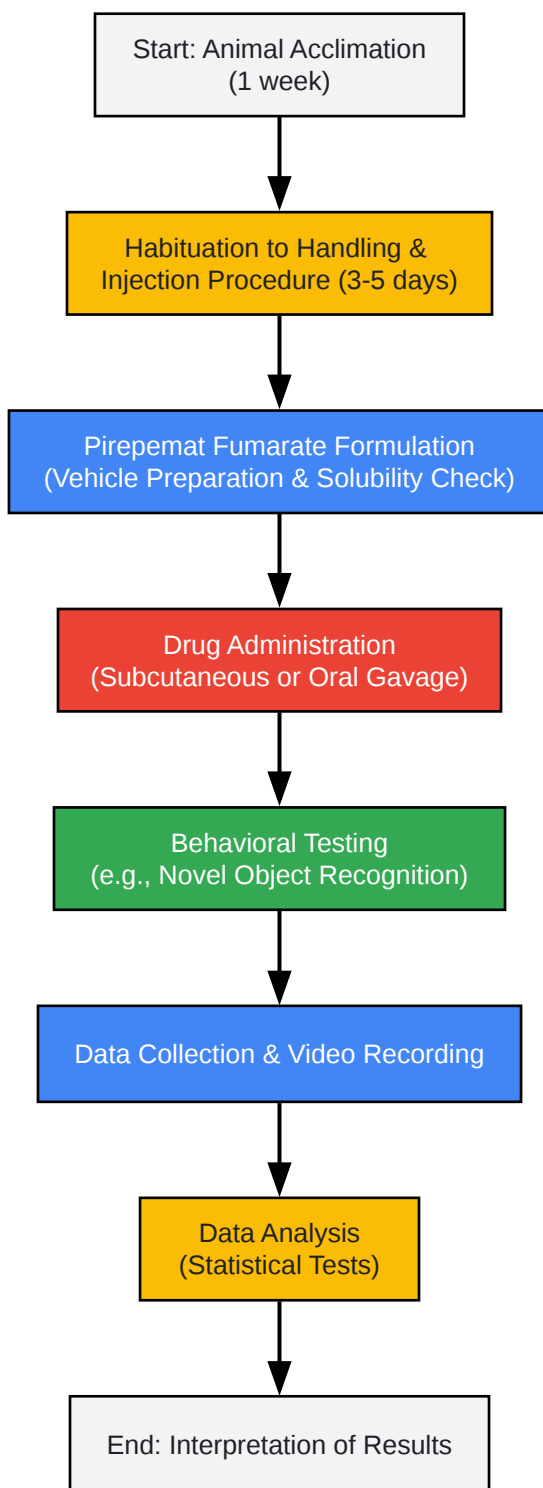 Start: Animal Acclimation
(1 week)
Habituation to Handling &
Injection Procedure (3-5 days)
Pirepemat Fumarate Formulation
(Vehicle Preparation & Solubility Check)
Drug Administration
(Subcutaneous or Oral Gavage)
Behavioral Testing
(e.g., Novel Object Recognition)
Data Collection & Video Recording
Data Analysis
(Statistical Tests)
End: Interpretation of Results